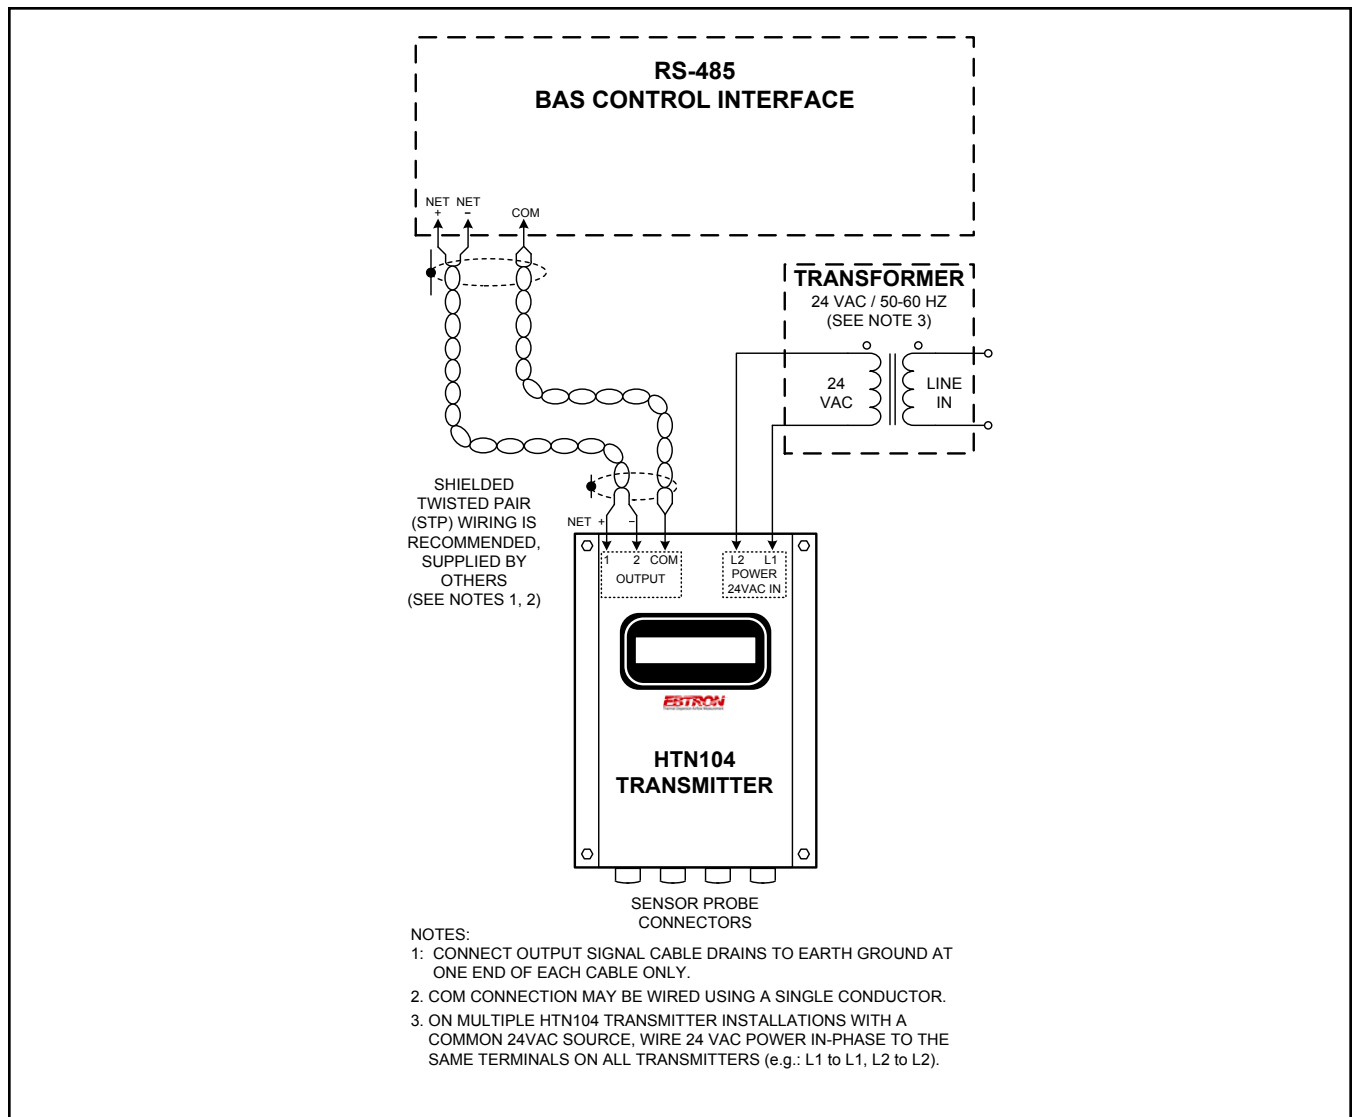 RS-485
BAS CONTROL INTERFACE
NET NET
+ –
COM
TRANSFORMER
24 VAC / 50-60 HZ
(SEE NOTE 3)
24
VAC
LINE
IN
SHIELDED
TWISTED PAIR
(STP) WIRING IS
RECOMMENDED,
SUPPLIED BY
OTHERS
(SEE NOTES 1, 2)
NET + –
1 2 COM
OUTPUT
L2 L1
POWER
24VAC IN
EBTRON
HTN104
TRANSMITTER
SENSOR PROBE
CONNECTORS
NOTES:
1: CONNECT OUTPUT SIGNAL CABLE DRAINS TO EARTH GROUND AT
ONE END OF EACH CABLE ONLY.
2. COM CONNECTION MAY BE WIRED USING A SINGLE CONDUCTOR.
3. ON MULTIPLE HTN104 TRANSMITTER INSTALLATIONS WITH A
COMMON 24VAC SOURCE, WIRE 24 VAC POWER IN-PHASE TO THE
SAME TERMINALS ON ALL TRANSMITTERS (e.g.: L1 to L1, L2 to L2).